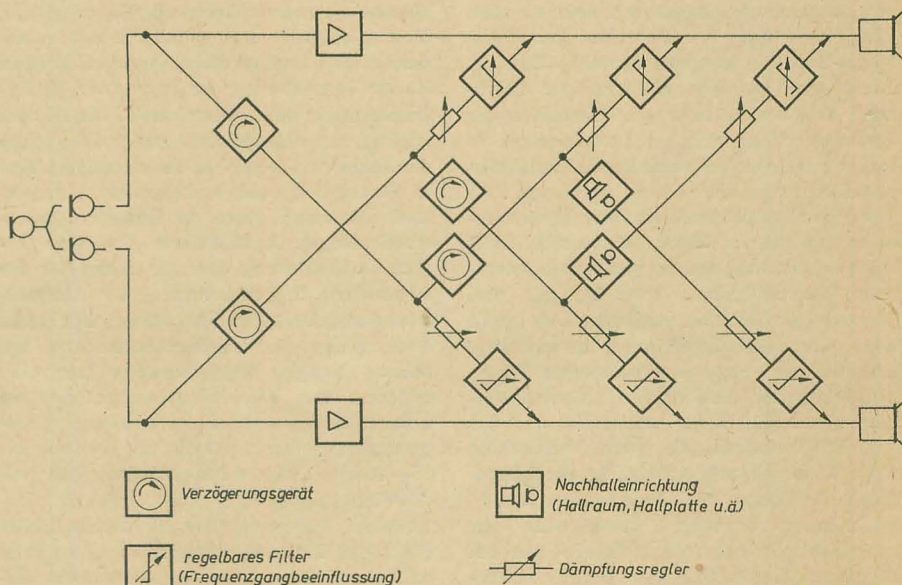 Verzögerungsgerät
Nachhalleinrichtung
(Hallraum, Hallplatte u.ä.)
regelbares Filter
(Frequenzgangbeeinflussung)
Dämpfungsregler